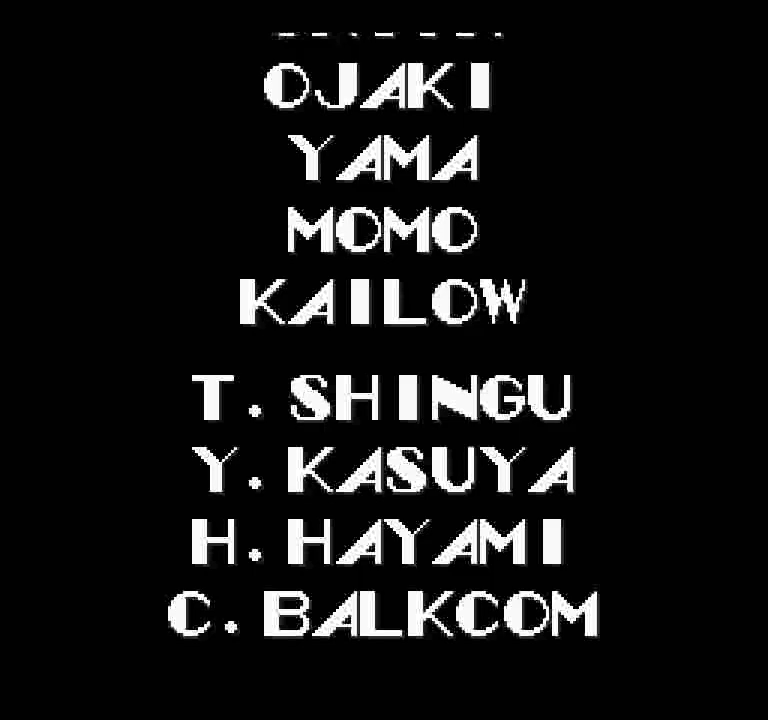 OJAKI
YAMA
MOMO
KAILOW
T. SHINGU
Y. KASUYA
H. HAYAMI
C. BALKCOM